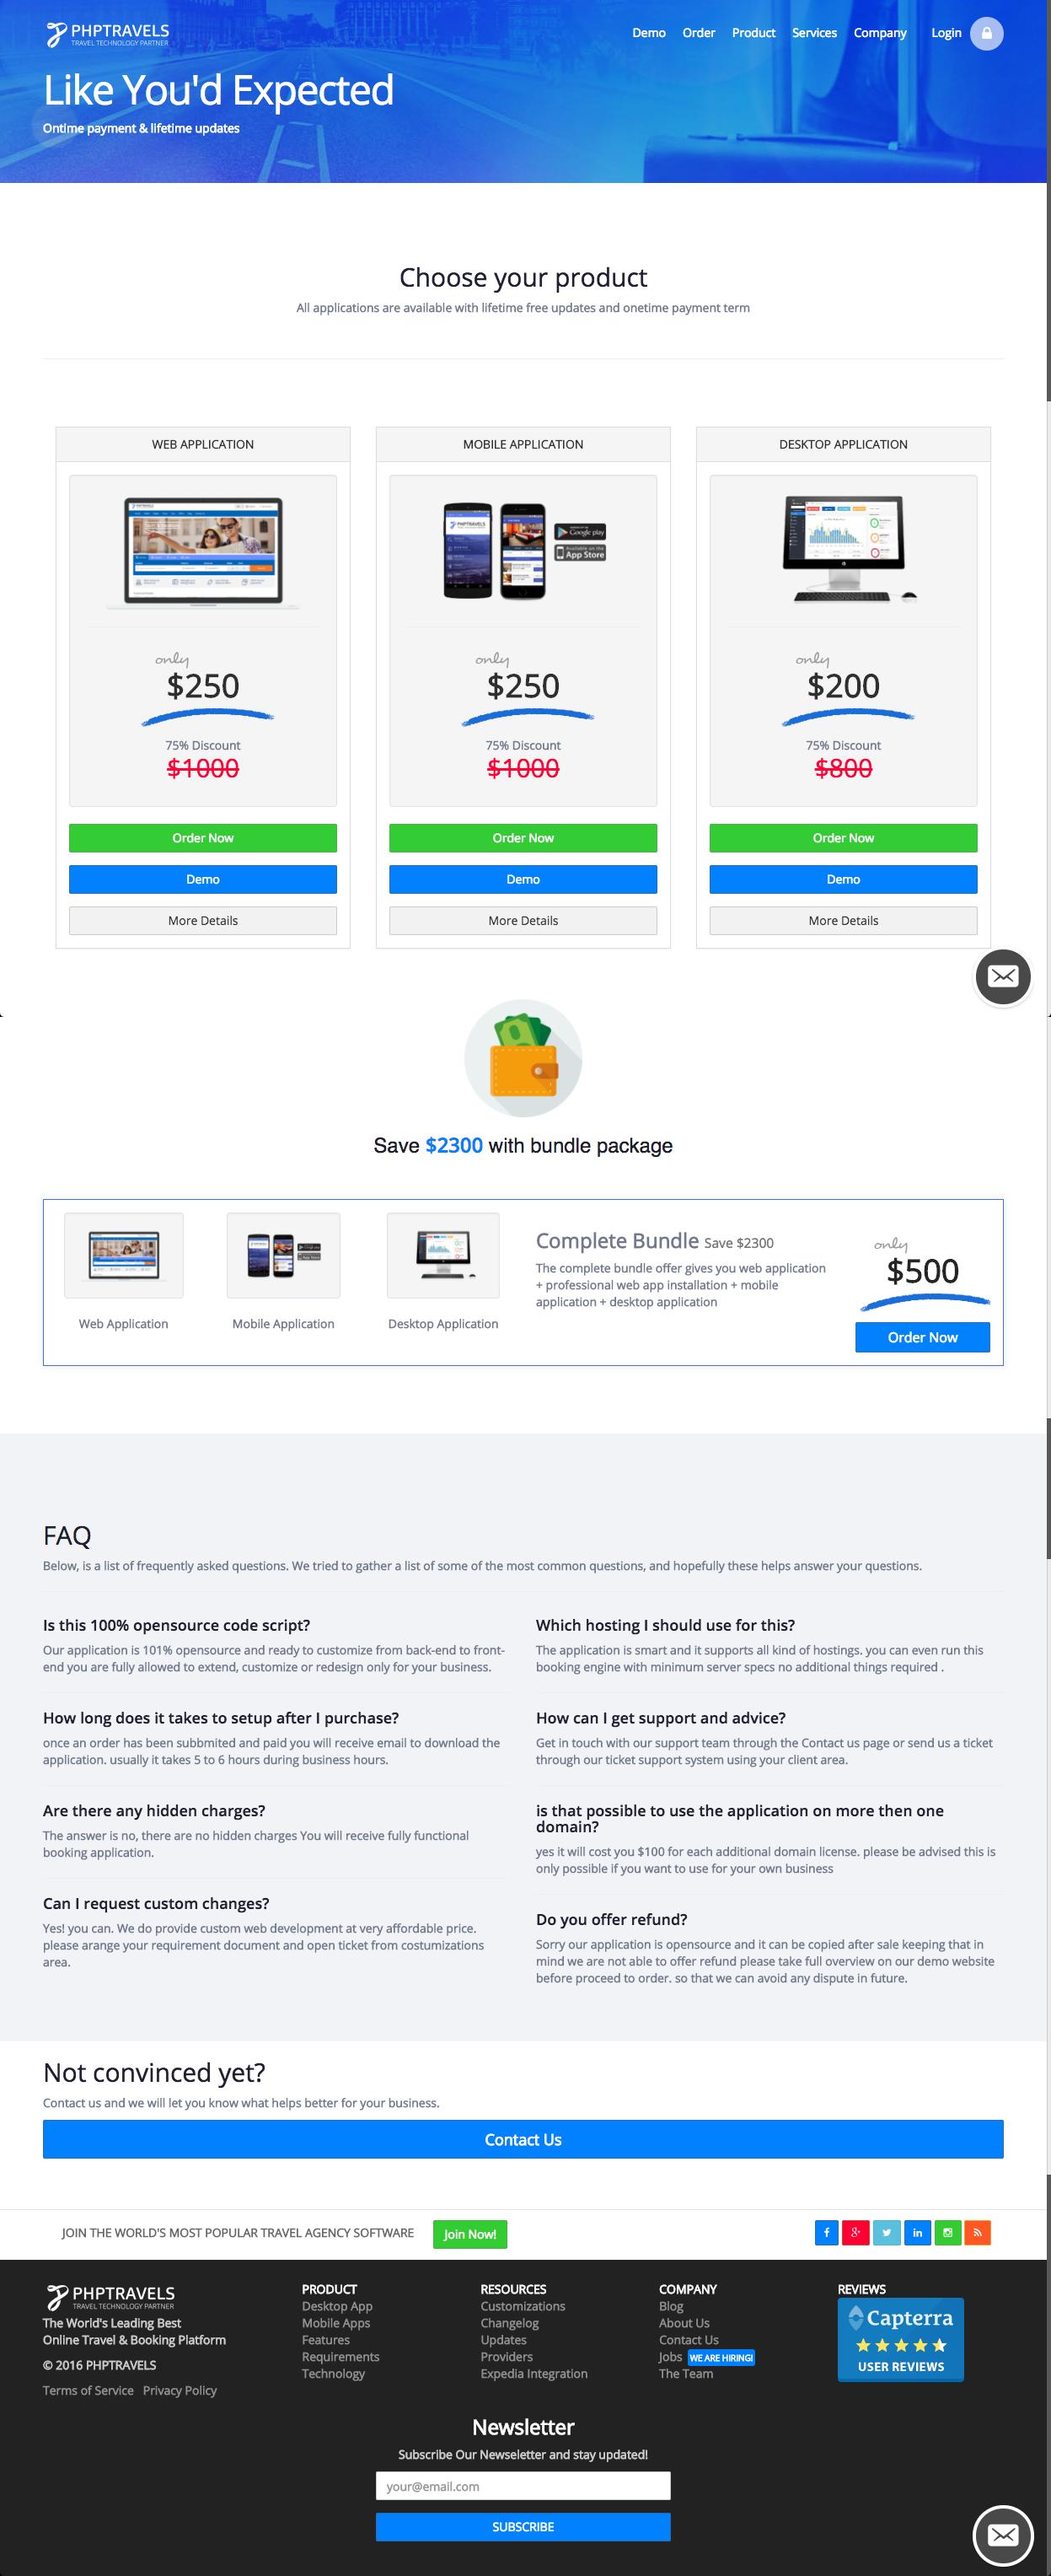 PHPTRAVELS
TRAVEL TECHNOLOGY PARTNER
Demo Order Product Services Company Login
Like You'd Expected
Ontime payment & lifetime updates
Choose your product
All applications are available with lifetime free updates and onetime payment term
WEB APPLICATION
only
$250
75% Discount
$1000
Order Now
Demo
More Details
MOBILE APPLICATION
PHPTRAVELS
Google play
App Store
only
$250
75% Discount
$1000
Order Now
Demo
More Details
DESKTOP APPLICATION
only
$200
75% Discount
$800
Order Now
Demo
More Details
Save $2300 with bundle package
Web Application
Mobile Application
Desktop Application
Complete Bundle Save $2300
The complete bundle offer gives you web application
+ professional web app installation + mobile
application + desktop application
only
$500
Order Now
FAQ
Below, is a list of frequently asked questions. We tried to gather a list of some of the most common questions, and hopefully these helps answer your questions.
Is this 100% opensource code script?
Our application is 101% opensource and ready to customize from back-end to front-
end you are fully allowed to extend, customize or redesign only for your business.
How long does it takes to setup after I purchase?
once an order has been subbmited and paid you will receive email to download the
application. usually it takes 5 to 6 hours during business hours.
Are there any hidden charges?
The answer is no, there are no hidden charges You will receive fully functional
booking application.
Can I request custom changes?
Yes! you can. We do provide custom web development at very affordable price.
please arange your requirement document and open ticket from costumizations
area.
Which hosting I should use for this?
The application is smart and it supports all kind of hostings. you can even run this
booking engine with minimum server specs no additional things required .
How can I get support and advice?
Get in touch with our support team through the Contact us page or send us a ticket
through our ticket support system using your client area.
is that possible to use the application on more then one
domain?
yes it will cost you $100 for each additional domain license. please be advised this is
only possible if you want to use for your own business
Do you offer refund?
Sorry our application is opensource and it can be copied after sale keeping that in
mind we are not able to offer refund please take full overview on our demo website
before proceed to order. so that we can avoid any dispute in future.
Not convinced yet?
Contact us and we will let you know what helps better for your business.
Contact Us
JOIN THE WORLD'S MOST POPULAR TRAVEL AGENCY SOFTWARE
Join Now!
PHPTRAVELS
TRAVEL TECHNOLOGY PARTNER
The World's Leading Best
Online Travel & Booking Platform
© 2016 PHPTRAVELS
Terms of Service Privacy Policy
PRODUCT
Desktop App
Mobile Apps
Features
Requirements
Technology
RESOURCES
Customizations
Changelog
Updates
Providers
Expedia Integration
COMPANY
Blog
About Us
Contact Us
Jobs WE ARE HIRING!
The Team
REVIEWS
Capterra
USER REVIEWS
Newsletter
Subscribe Our Newseletter and stay updated!
your@email.com
SUBSCRIBE